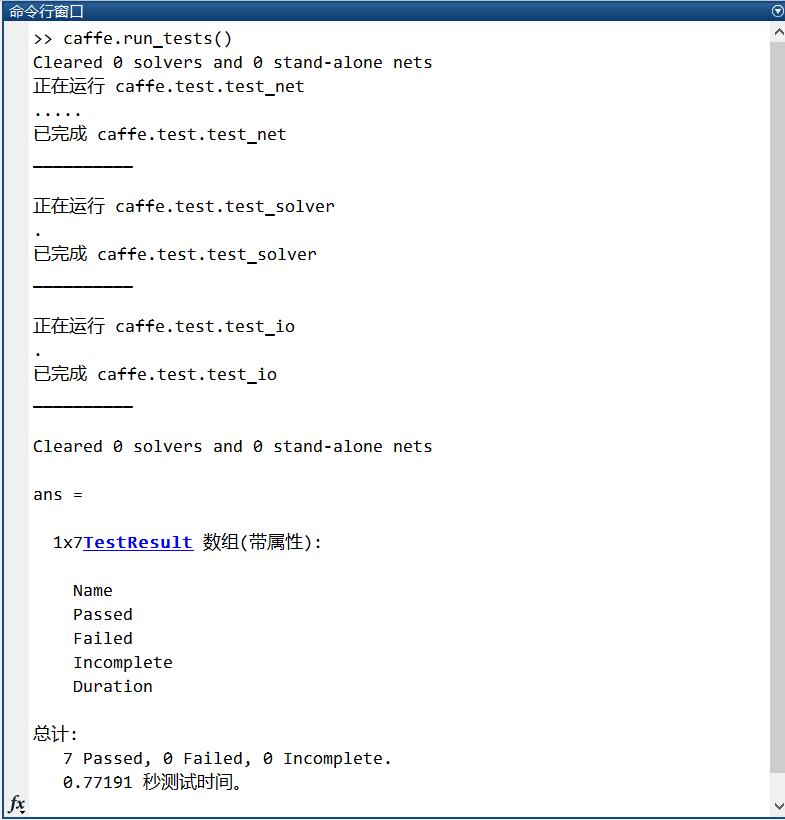 命令行窗口
>> caffe.run_tests()
Cleared 0 solvers and 0 stand-alone nets
正在运行 caffe.test.test_net
.....
已完成 caffe.test.test_net
__________
正在运行 caffe.test.test_solver
.
已完成 caffe.test.test_solver
__________
正在运行 caffe.test.test_io
.
已完成 caffe.test.test_io
__________
Cleared 0 solvers and 0 stand-alone nets
ans =
1x7TestResult 数组(带属性):
Name
Passed
Failed
Incomplete
Duration
总计:
7 Passed, 0 Failed, 0 Incomplete.
0.77191 秒测试时间。
fx